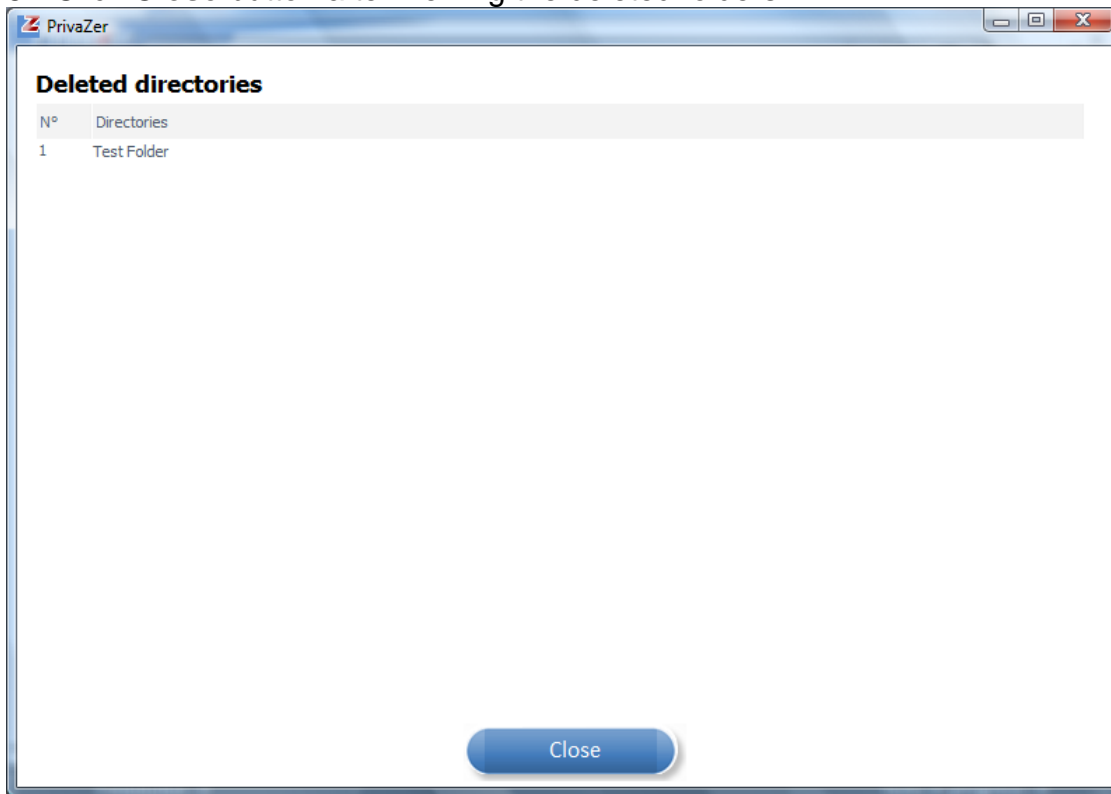 PrivaZer
Deleted directories
N° Directories
1 Test Folder
Close